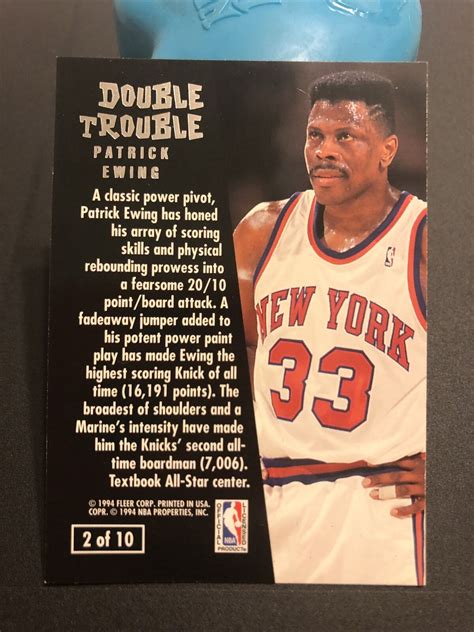 DOUBLE
TROUBLE
PATRICK
EWING
A classic power pivot,
Patrick Ewing has honed
his array of scoring
skills and physical
rebounding prowess into
a fearsome 20/10
point/board attack. A
fadeaway jumper added to
his potent power paint
play has made Ewing the
highest scoring Knick of all
time (16,191 points). The
broadest of shoulders and a
Marine's intensity have made
him the Knicks' second all-
time boardman (7,006).
Textbook All-Star center.
© 1994 FLEER CORP. PRINTED IN USA.
COPR. © 1994 NBA PROPERTIES, INC.
2 of 10
OFFICIAL
LICENSED
NBA
PRODUCT
NEW YORK
33